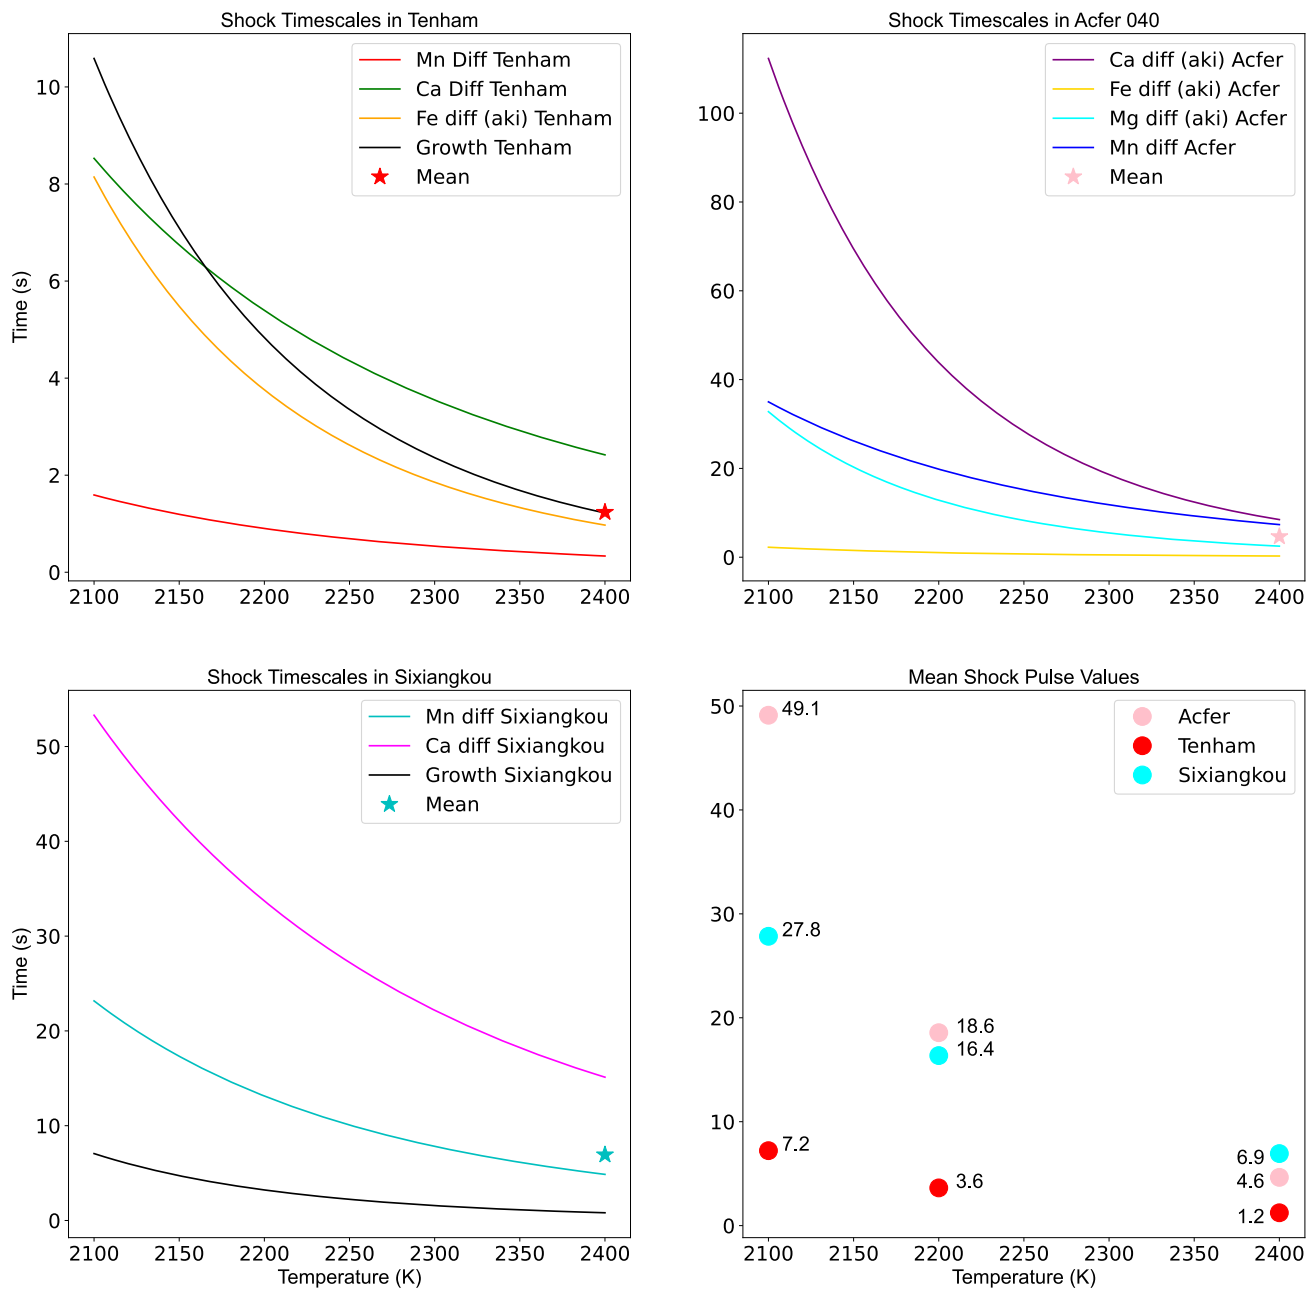 Shock Timescales in Tenham
Mn Diff Tenham
Ca Diff Tenham
Fe diff (aki) Tenham
Growth Tenham
Mean
Time (s)
10
8
6
4
2
0
2100
2150
2200
2250
2300
2350
2400
Shock Timescales in Acfer 040
Ca diff (aki) Acfer
Fe diff (aki) Acfer
Mg diff (aki) Acfer
Mn diff Acfer
Mean
100
80
60
40
20
0
2100
2150
2200
2250
2300
2350
2400
Shock Timescales in Sixiangkou
Mn diff Sixiangkou
Ca diff Sixiangkou
Growth Sixiangkou
Mean
Time (s)
50
40
30
20
10
0
2100
2150
2200
2250
2300
2350
2400
Temperature (K)
Mean Shock Pulse Values
Acfer
Tenham
Sixiangkou
50
40
30
20
10
0
49.1
27.8
18.6
16.4
7.2
3.6
6.9
4.6
1.2
2100
2150
2200
2250
2300
2350
2400
Temperature (K)